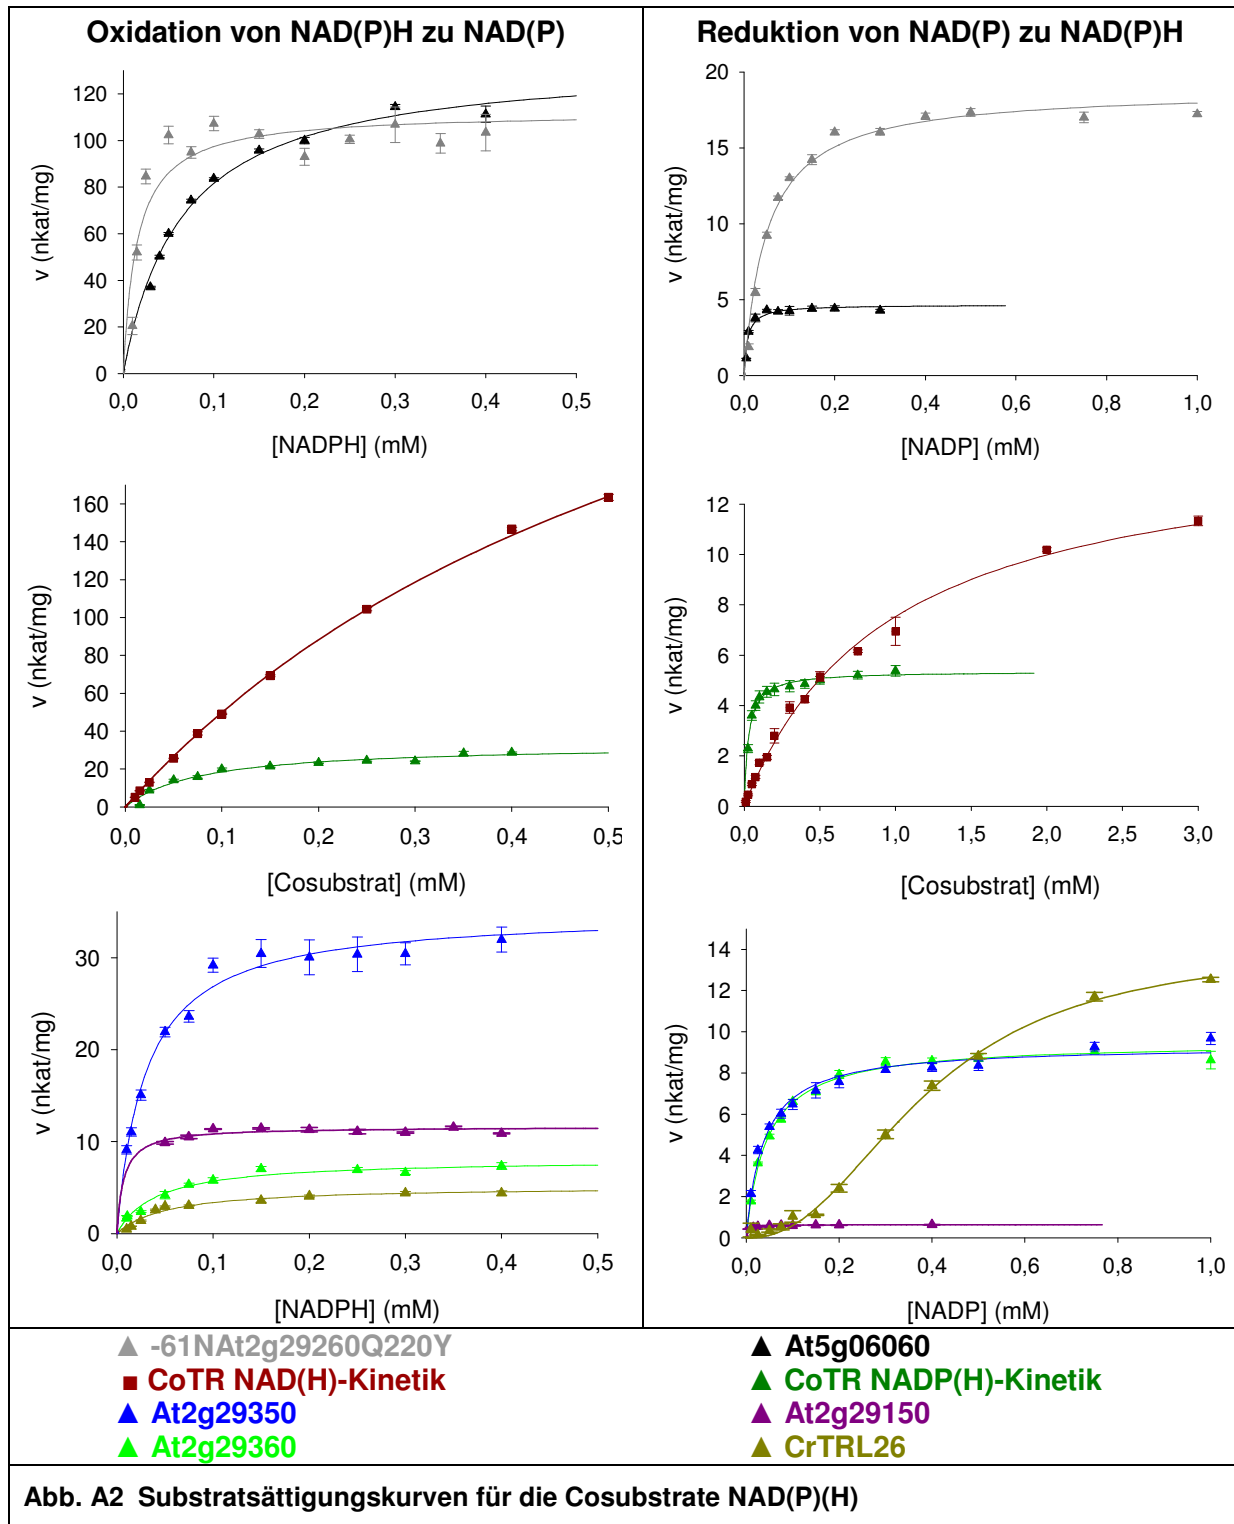 Oxidation von NAD(P)H zu NAD(P)
Reduktion von NAD(P) zu NAD(P)H
v (nkat/mg)
120
100
80
60
40
20
0
0,0 0,1 0,2 0,3 0,4 0,5
[NADPH] (mM)
v (nkat/mg)
20
15
10
5
0
0,0 0,2 0,4 0,6 0,8 1,0
[NADP] (mM)
v (nkat/mg)
160
140
120
100
80
60
40
20
0
0,0 0,1 0,2 0,3 0,4 0,5
[Cosubstrat] (mM)
v (nkat/mg)
12
10
8
6
4
2
0
0,0 0,5 1,0 1,5 2,0 2,5 3,0
[Cosubstrat] (mM)
v (nkat/mg)
30
20
10
0
0,0 0,1 0,2 0,3 0,4 0,5
[NADPH] (mM)
v (nkat/mg)
14
12
10
8
6
4
2
0
0,0 0,2 0,4 0,6 0,8 1,0
[NADP] (mM)
-61NAt2g29260Q220Y
At5g06060
CoTR NAD(H)-Kinetik
CoTR NADP(H)-Kinetik
At2g29350
At2g29150
At2g29360
CrTRL26
Abb. A2 Substratsättigungskurven für die Cosubstrate NAD(P)(H)